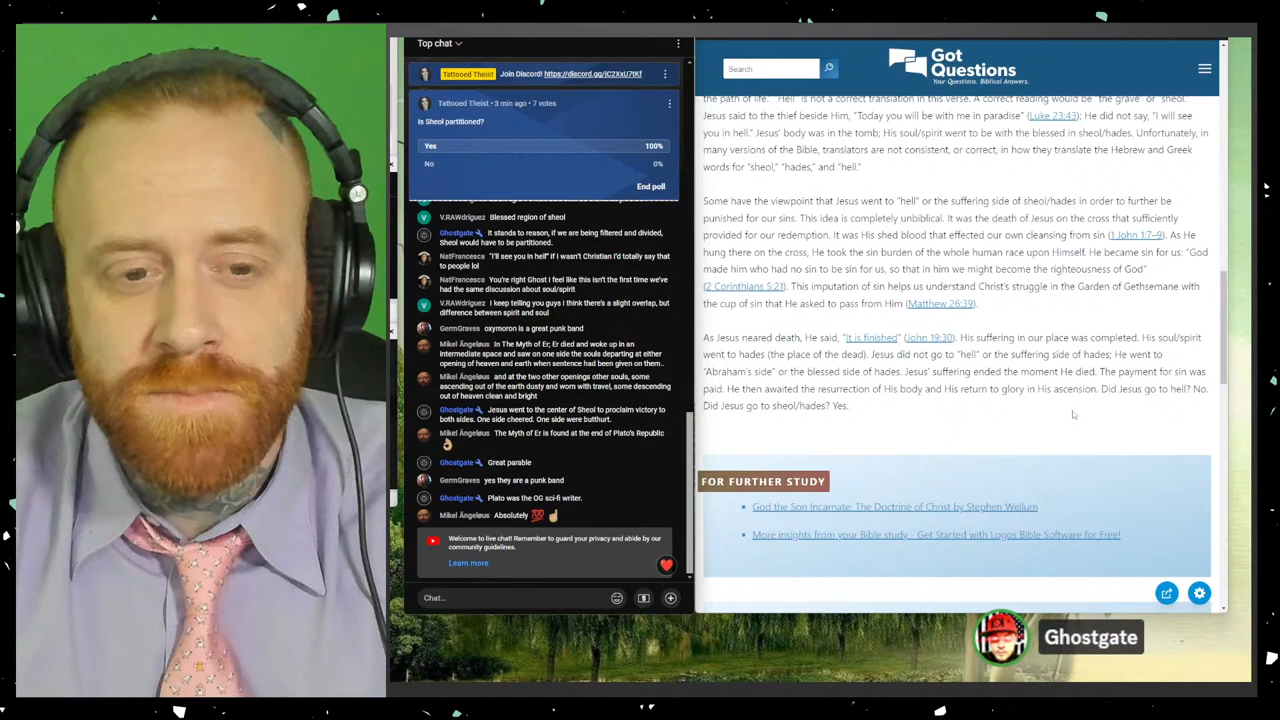 Top chat
Tattooed Theist Join Discord! https://discord.gg/jC2XxU7tKf
Tattooed Theist • 3 min ago • 7 votes
Is Sheol partitioned?
Yes 100%
No 0%
End poll
V.RAWdríguez Blessed region of sheol
Ghostgate It stands to reason, if we are being filtered and divided,
Sheol would have to be partitioned.
NatFrancesca "I'll see you in hell" if I wasn't Christian I'd totally say that
to people lol
NatFrancesca You're right Ghost I feel like this isn't the first time we've
had the same discussion about soul/spirit
V.RAWdríguez I keep telling you guys I think there's a slight overlap, but
difference between spirit and soul
GermGraves oxymoron is a great punk band
Mikel Ángeløus In The Myth of Er; Er died and woke up in an
intermediate space and saw on one side the souls departing at either
opening of heaven and earth when sentence had been given on them..
Mikel Ángeløus and at the two other openings other souls, some
ascending out of the earth dusty and worn with travel, some descending
out of heaven clean and bright
Ghostgate Jesus went to the center of Sheol to proclaim victory to
both sides. One side cheered. One side were butthurt.
Mikel Ángeløus The Myth of Er is found at the end of Plato's Republic
👌🏽
Ghostgate Great parable
GermGraves yes they are a punk band
Ghostgate Plato was the OG sci-fi writer.
Mikel Ángeløus Absolutely 💯 ☝🏽
Welcome to live chat! Remember to guard your privacy and abide by our
community guidelines.
Learn more
Chat...
Search
Got
Questions
Your Questions. Biblical Answers.
the path of life." "Hell" is not a correct translation in this verse. A correct reading would be "the grave" or "sheol."
Jesus said to the thief beside Him, "Today you will be with me in paradise" (Luke 23:43); He did not say, "I will see
you in hell." Jesus' body was in the tomb; His soul/spirit went to be with the blessed in sheol/hades. Unfortunately, in
many versions of the Bible, translators are not consistent, or correct, in how they translate the Hebrew and Greek
words for "sheol," "hades," and "hell."
Some have the viewpoint that Jesus went to "hell" or the suffering side of sheol/hades in order to further be
punished for our sins. This idea is completely unbiblical. It was the death of Jesus on the cross that sufficiently
provided for our redemption. It was His shed blood that effected our own cleansing from sin (1 John 1:7–9). As He
hung there on the cross, He took the sin burden of the whole human race upon Himself. He became sin for us: "God
made him who had no sin to be sin for us, so that in him we might become the righteousness of God"
(2 Corinthians 5:21). This imputation of sin helps us understand Christ's struggle in the Garden of Gethsemane with
the cup of sin that He asked to pass from Him (Matthew 26:39).
As Jesus neared death, He said, "It is finished" (John 19:30). His suffering in our place was completed. His soul/spirit
went to hades (the place of the dead). Jesus did not go to "hell" or the suffering side of hades; He went to
"Abraham's side" or the blessed side of hades. Jesus' suffering ended the moment He died. The payment for sin was
paid. He then awaited the resurrection of His body and His return to glory in His ascension. Did Jesus go to hell? No.
Did Jesus go to sheol/hades? Yes.
FOR FURTHER STUDY
God the Son Incarnate: The Doctrine of Christ by Stephen Wellum
More insights from your Bible study - Get Started with Logos Bible Software for Free!
Ghostgate